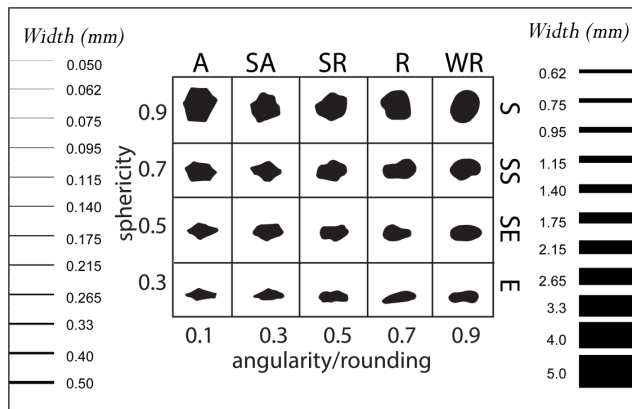 Width (mm)
0.050
0.062
0.075
0.095
0.115
0.140
0.175
0.215
0.265
0.33
0.40
0.50
A SA SR R WR
sphericity
0.9 S
0.7 SS
0.5 SE
0.3 E
0.1 0.3 0.5 0.7 0.9
angularity/rounding
Width (mm)
0.62
0.75
0.95
1.15
1.40
1.75
2.15
2.65
3.3
4.0
5.0